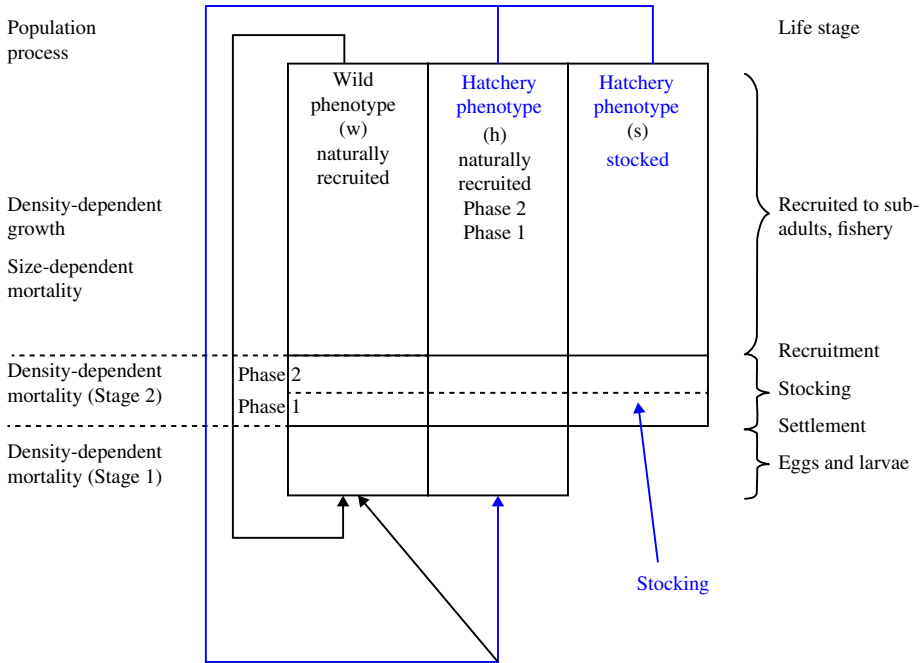 Population
process
Life stage
Wild
phenotype
(w)
naturally
recruited
Hatchery
phenotype
(h)
naturally
recruited
Phase 2
Phase 1
Hatchery
phenotype
(s)
stocked
Density-dependent
growth
Size-dependent
mortality
Recruited to sub-
adults, fishery
Density-dependent
mortality (Stage 2)
Phase 2
Phase 1
Recruitment
Stocking
Settlement
Density-dependent
mortality (Stage 1)
Eggs and larvae
Stocking